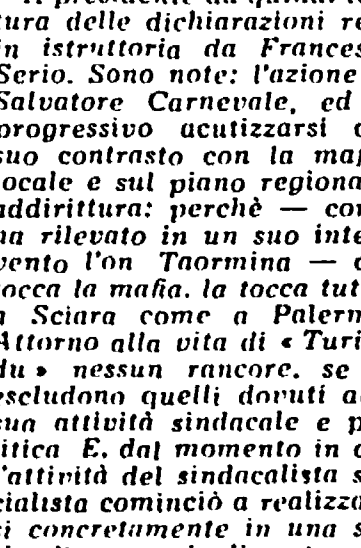 tura delle dichiarazioni re
in istruttoria da Frances
Serio. Sono note: l'azione
Salvatore Carnevale, ed
progressivo acutizzarsi
suo contrasto con la maf
ocale e sul piano regiona
addirittura: perchè — co
ha rilevato in un suo inte
vento l'on Taormina — c
tocca la mafia. la tocca tut
a Sciara come a Palerm
Attorno alla vita di « Turi
du » nessun rancore. se
escludono quelli dovuti a
sua attività sindacale e p
litica E. dal momento in c
l'attività del sindacalista s
cialista cominciò a realizza
si concretamente in una s